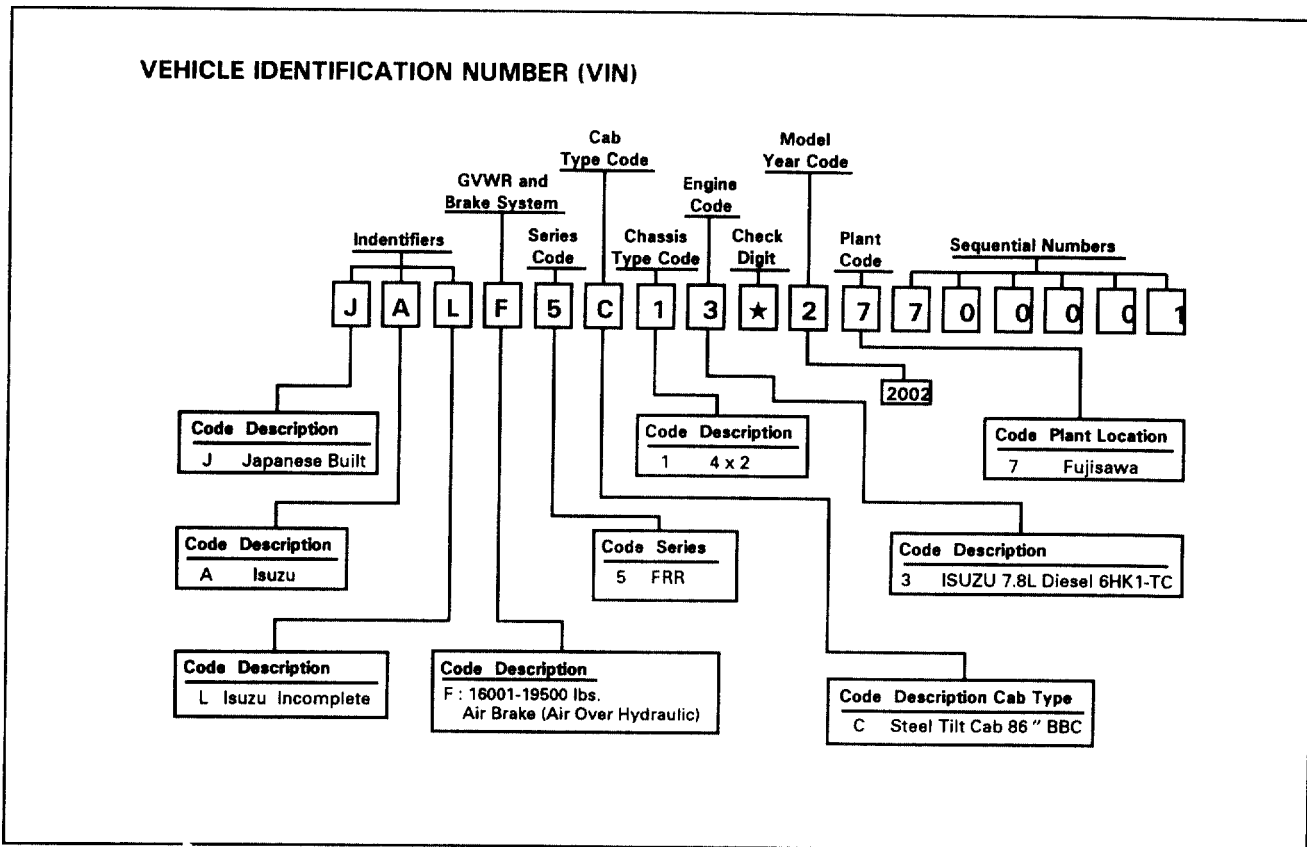 VEHICLE IDENTIFICATION NUMBER (VIN)
Cab
Type Code
Model
Year Code
GVWR and
Brake System
Engine
Code
Indentifiers
Series
Code
Chassis
Type Code
Check
Digit
Plant
Code
Sequential Numbers
J A L F 5 C 1 3 ★ 2 7 7 0 0 0 0 1
2002
Code Description
J Japanese Built
Code Description
1 4 x 2
Code Plant Location
7 Fujisawa
Code Description
A Isuzu
Code Series
5 FRR
Code Description
3 ISUZU 7.8L Diesel 6HK1-TC
Code Description
L Isuzu Incomplete
Code Description
F : 16001-19500 lbs.
Air Brake (Air Over Hydraulic)
Code Description Cab Type
C Steel Tilt Cab 86 " BBC